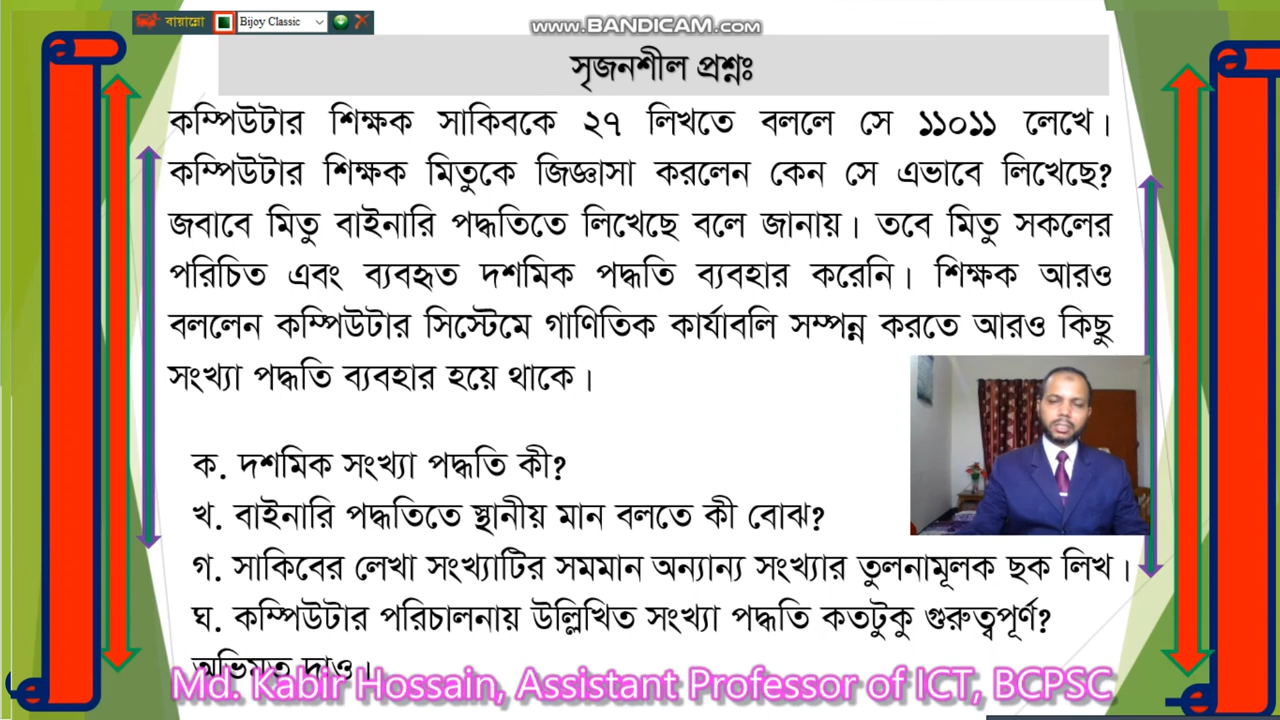 বায়ান্নো
Bijoy Classic
www.BANDICAM.com
সৃজনশীল প্রশ্নঃ
কম্পিউটার শিক্ষক সাকিবকে ২৭ লিখতে বললে সে ১১০১১ লেখে।
কম্পিউটার শিক্ষক মিতুকে জিজ্ঞাসা করলেন কেন সে এভাবে লিখেছে?
জবাবে মিতু বাইনারি পদ্ধতিতে লিখেছে বলে জানায়। তবে মিতু সকলের
পরিচিত এবং ব্যবহৃত দশমিক পদ্ধতি ব্যবহার করেনি। শিক্ষক আরও
বললেন কম্পিউটার সিস্টেমে গাণিতিক কার্যাবলি সম্পন্ন করতে আরও কিছু
সংখ্যা পদ্ধতি ব্যবহার হয়ে থাকে।
ক. দশমিক সংখ্যা পদ্ধতি কী?
খ. বাইনারি পদ্ধতিতে স্থানীয় মান বলতে কী বোঝ?
গ. সাকিবের লেখা সংখ্যাটির সমমান অন্যান্য সংখ্যার তুলনামূলক ছক লিখ।
ঘ. কম্পিউটার পরিচালনায় উল্লিখিত সংখ্যা পদ্ধতি কতটুকু গুরুত্বপূর্ণ?
অভিমত দাও।
Md. Kabir Hossain, Assistant Professor of ICT, BCPSC